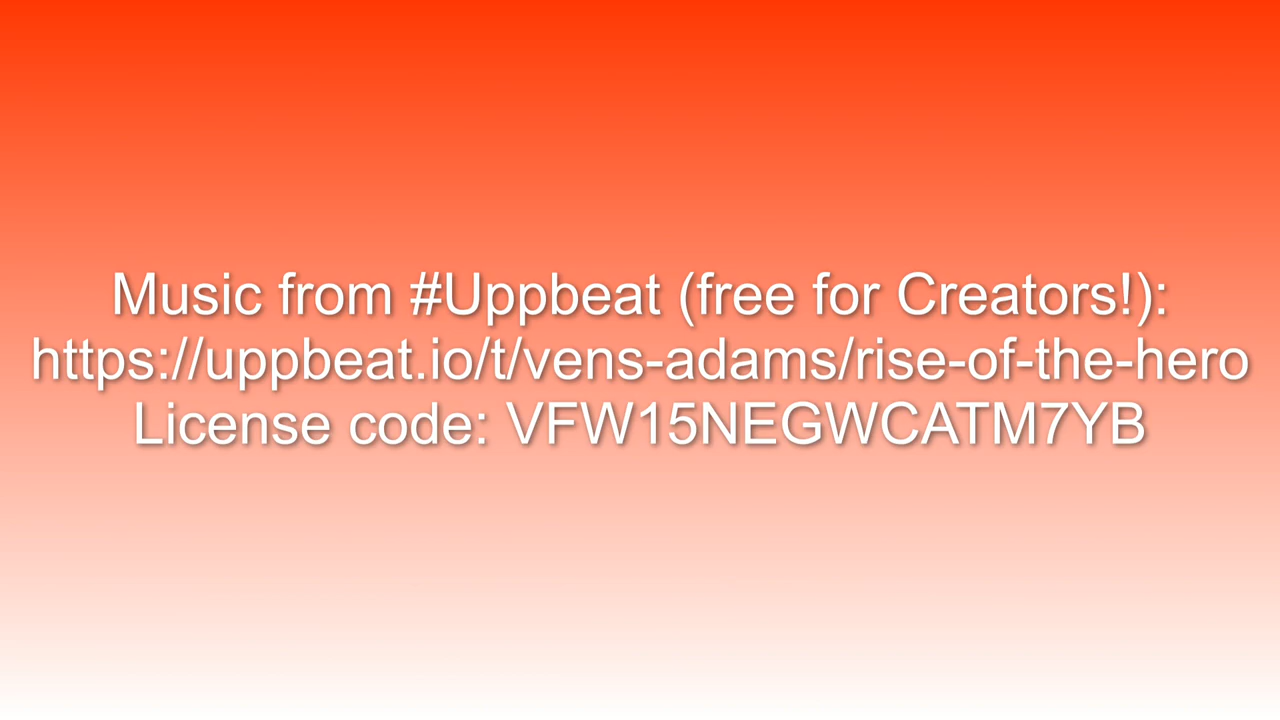 Music from #Uppbeat (free for Creators!):
https://uppbeat.io/t/vens-adams/rise-of-the-hero
License code: VFW15NEGWCATM7YB